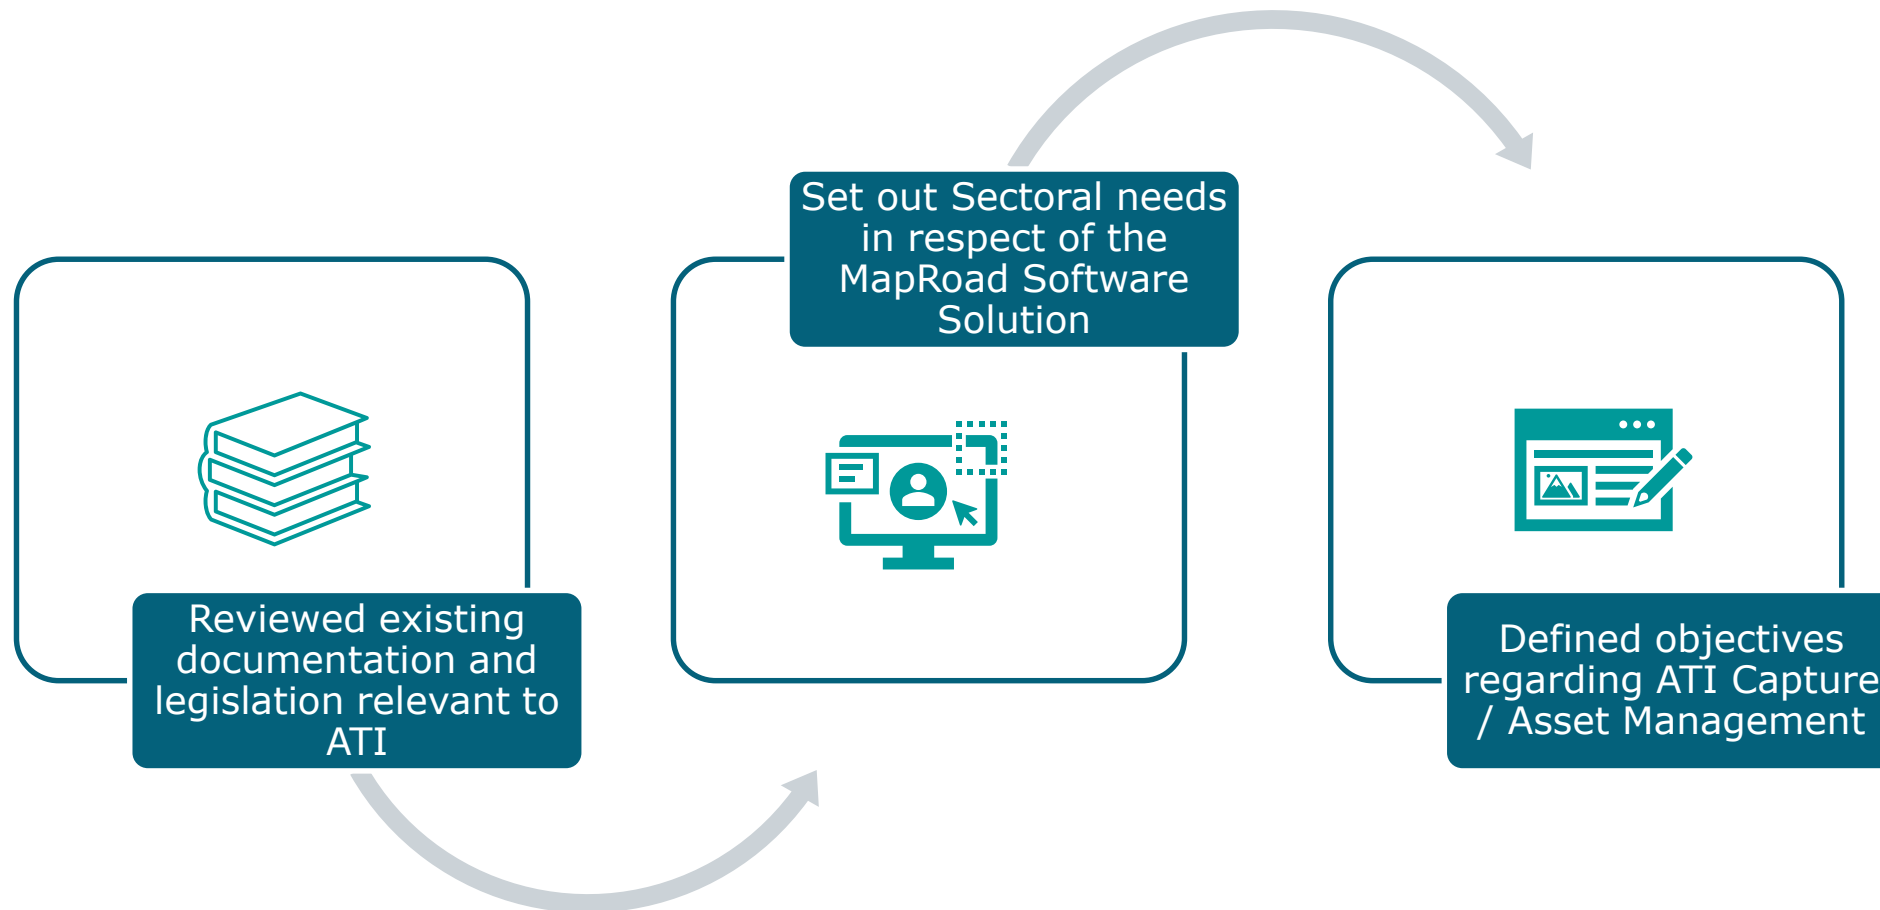 Reviewed existing
documentation and
legislation relevant to
ATI
Set out Sectoral needs
in respect of the
MapRoad Software
Solution
Defined objectives
regarding ATI Capture
/ Asset Management